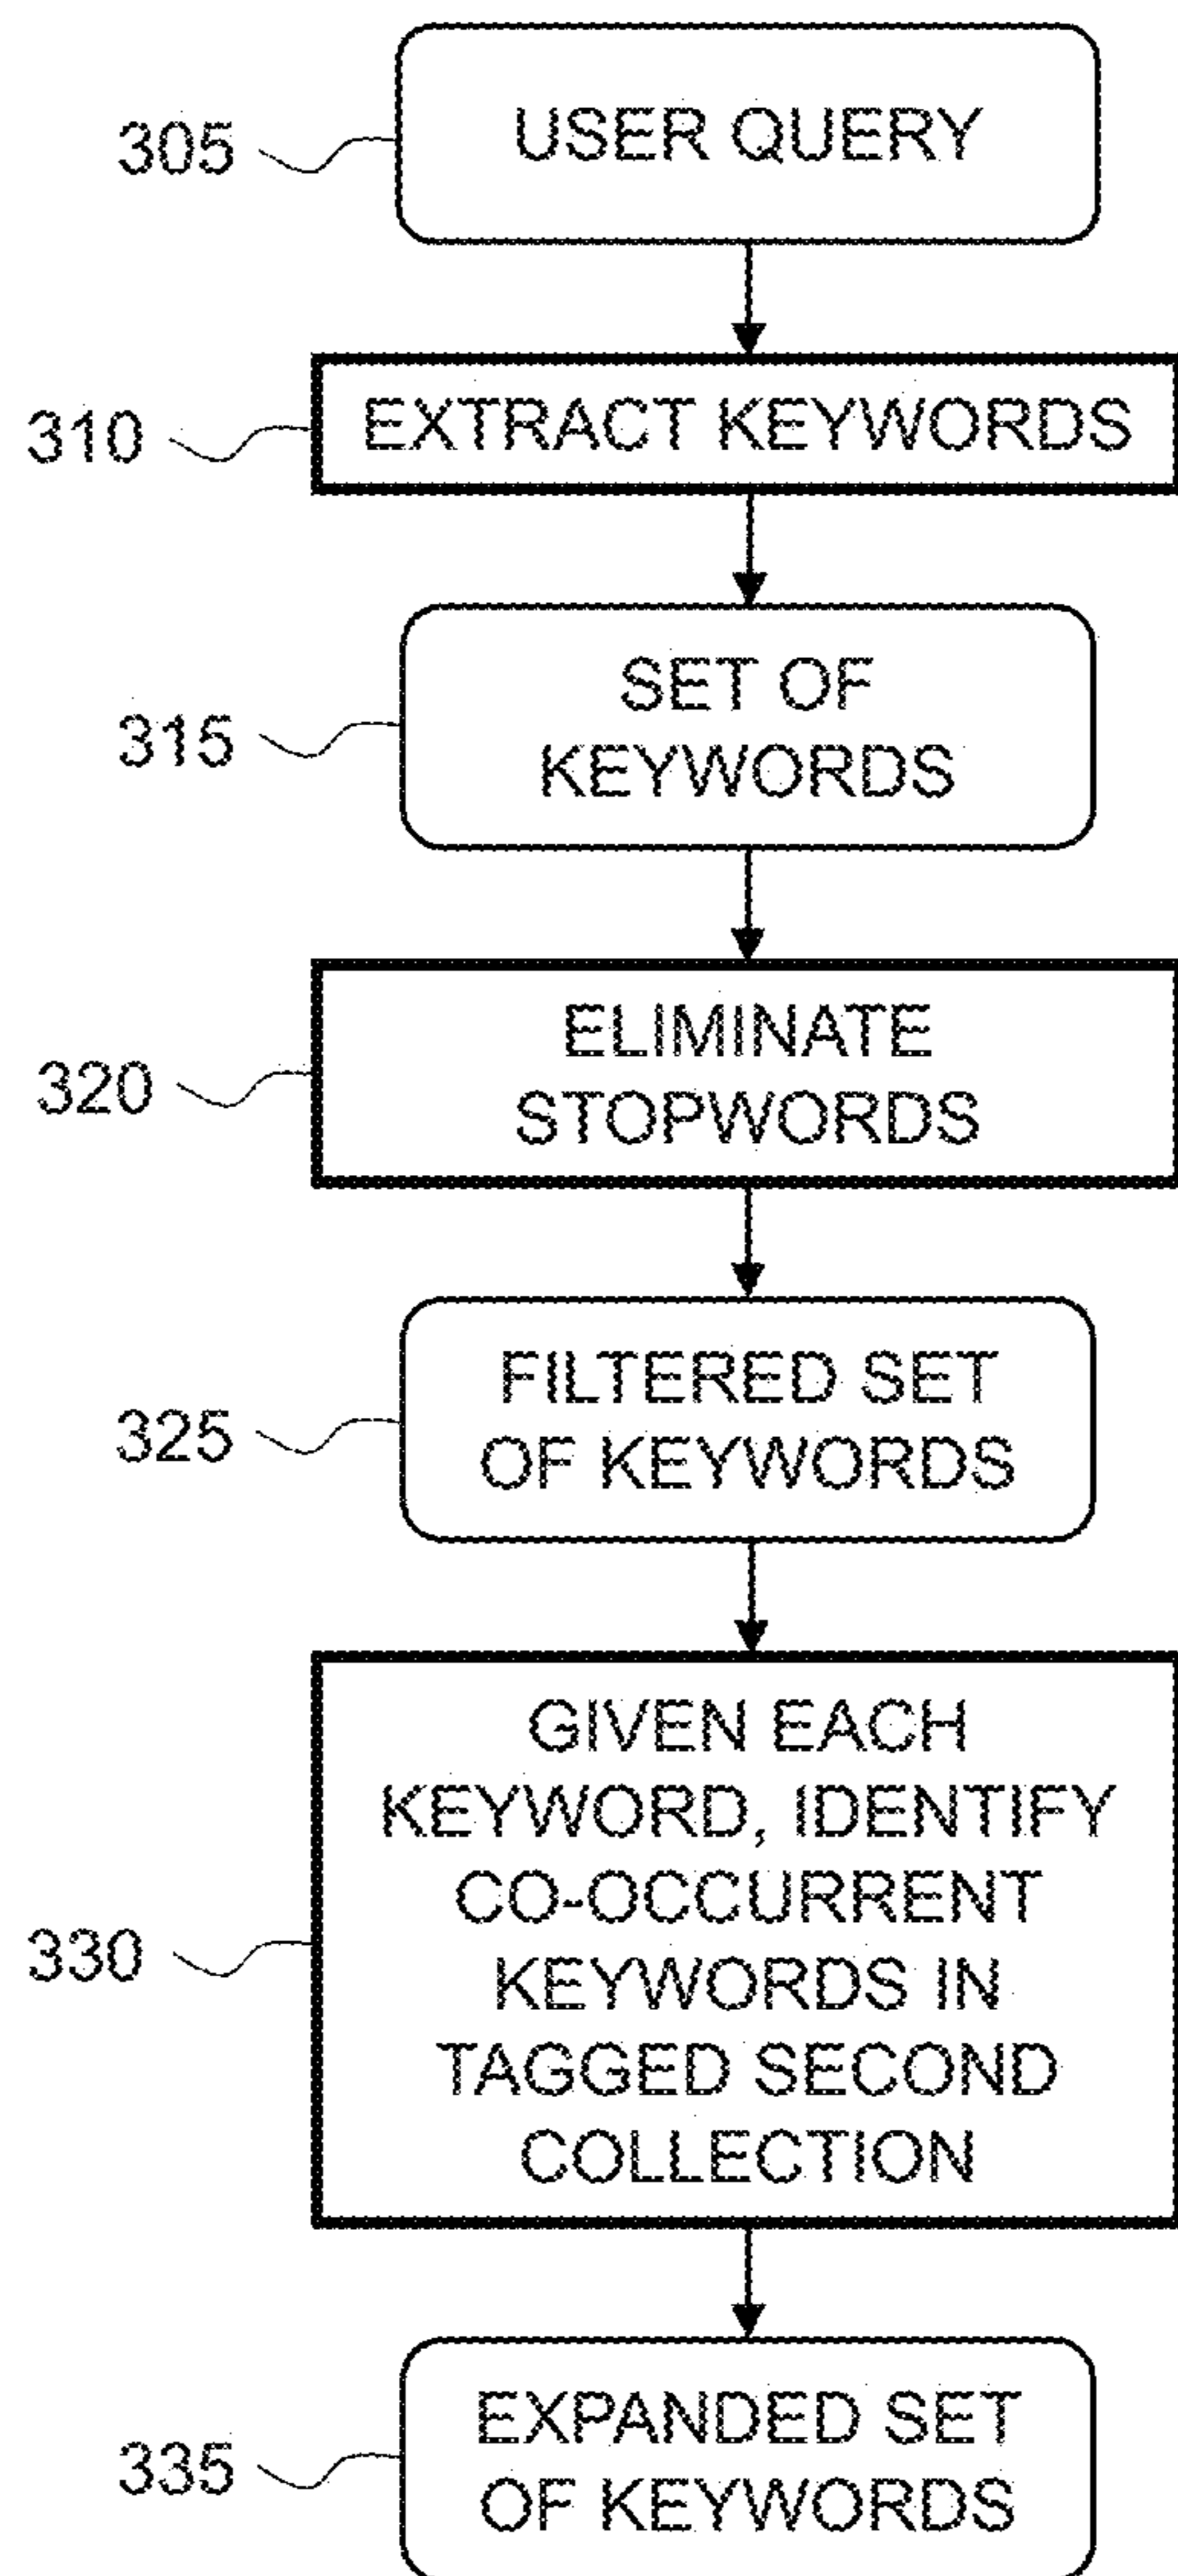 305
USER QUERY
310
EXTRACT KEYWORDS
315
SET OF
KEYWORDS
320
ELIMINATE
STOPWORDS
325
FILTERED SET
OF KEYWORDS
330
GIVEN EACH
KEYWORD, IDENTIFY
CO-OCCURRENT
KEYWORDS IN
TAGGED SECOND
COLLECTION
335
EXPANDED SET
OF KEYWORDS